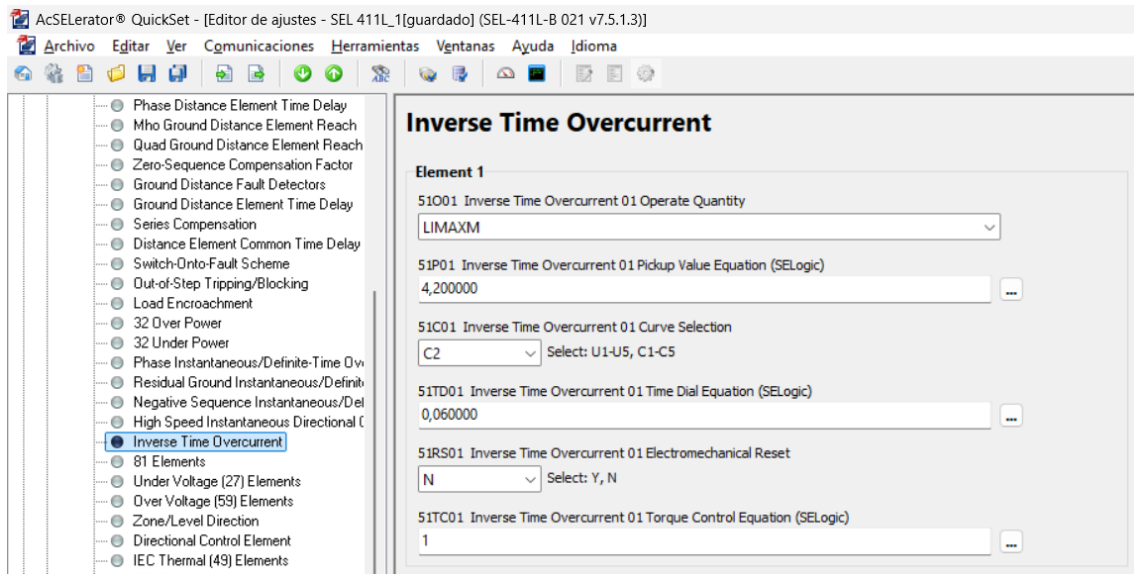 AcSELerator® QuickSet - [Editor de ajustes - SEL 411L_1[guardado] (SEL-411L-B 021 v7.5.1.3)]
Archivo Editar Ver Comunicaciones Herramientas Ventanas Ayuda Idioma
Phase Distance Element Time Delay
Mho Ground Distance Element Reach
Quad Ground Distance Element Reach
Zero-Sequence Compensation Factor
Ground Distance Fault Detectors
Ground Distance Element Time Delay
Series Compensation
Distance Element Common Time Delay
Switch-Onto-Fault Scheme
Out-of-Step Tripping/Blocking
Load Encroachment
32 Over Power
32 Under Power
Phase Instantaneous/Definite-Time Ov
Residual Ground Instantaneous/Definit
Negative Sequence Instantaneous/Del
High Speed Instantaneous Directional (
Inverse Time Overcurrent
81 Elements
Under Voltage (27) Elements
Over Voltage (59) Elements
Zone/Level Direction
Directional Control Element
IEC Thermal (49) Elements
Inverse Time Overcurrent
Element 1
51O01 Inverse Time Overcurrent 01 Operate Quantity
LIMAXM
51P01 Inverse Time Overcurrent 01 Pickup Value Equation (SELogic)
4,200000
...
51C01 Inverse Time Overcurrent 01 Curve Selection
C2 Select: U1-U5, C1-C5
51TD01 Inverse Time Overcurrent 01 Time Dial Equation (SELogic)
0,060000
...
51RS01 Inverse Time Overcurrent 01 Electromechanical Reset
N Select: Y, N
51TC01 Inverse Time Overcurrent 01 Torque Control Equation (SELogic)
1
...